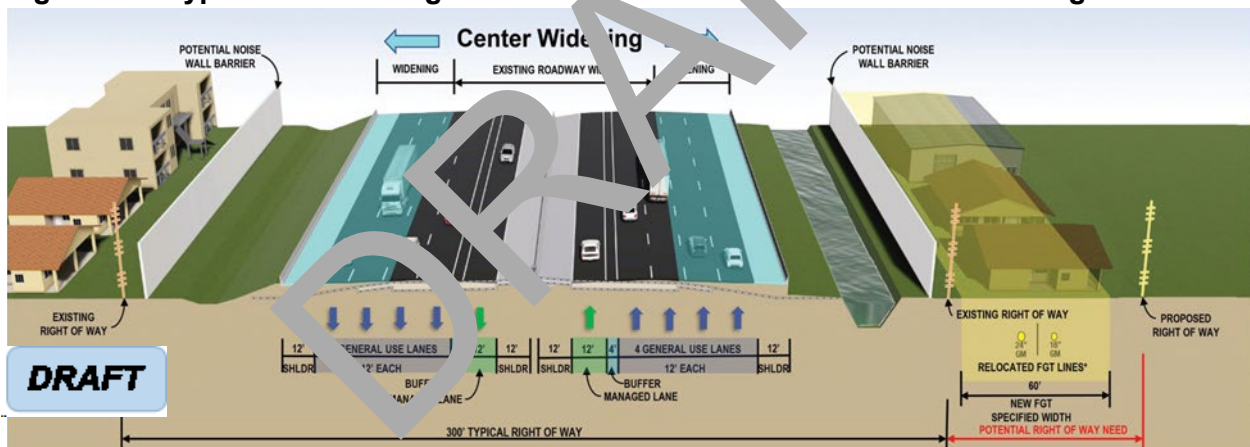 Center Widening
POTENTIAL NOISE
WALL BARRIER
WIDENING
EXISTING ROADWAY
POTENTIAL NOISE
WALL BARRIER
EXISTING
RIGHT OF WAY
EXISTING RIGHT OF WAY
PROPOSED
RIGHT OF WAY
24"
GM
18"
GM
RELOCATED FGT LINES*
60'
NEW FGT
SPECIFIED WIDTH
POTENTIAL RIGHT OF WAY NEED
12'
SHLDR
GENERAL USE LANES
12' EACH
12'
SHLDR
12'
SHLDR
12'
4'
4 GENERAL USE LANES
12' EACH
12'
SHLDR
LANE
BUFFER
MANAGED LANE
300' TYPICAL RIGHT OF WAY
DRAFT